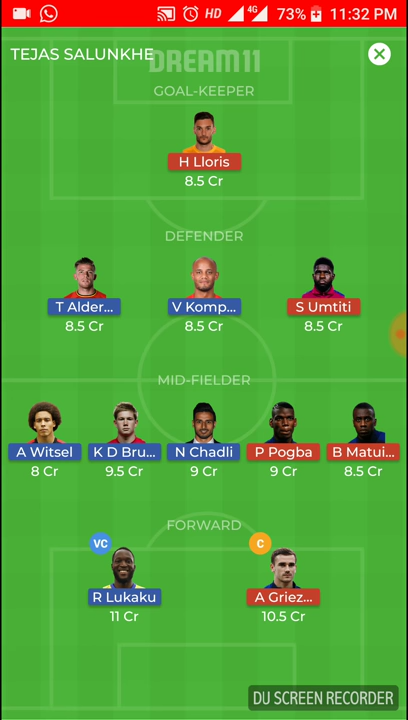 HD 4G 73% 11:32 PM
TEJAS SALUNKHE
DREAM11
GOAL-KEEPER
H Lloris
8.5 Cr
DEFENDER
T Alder... V Komp... S Umtiti
8.5 Cr 8.5 Cr 8.5 Cr
MID-FIELDER
A Witsel K D Bru... N Chadli P Pogba B Matui...
8 Cr 9.5 Cr 9 Cr 9 Cr 8.5 Cr
FORWARD
VC C
R Lukaku A Griez...
11 Cr 10.5 Cr
DU SCREEN RECORDER